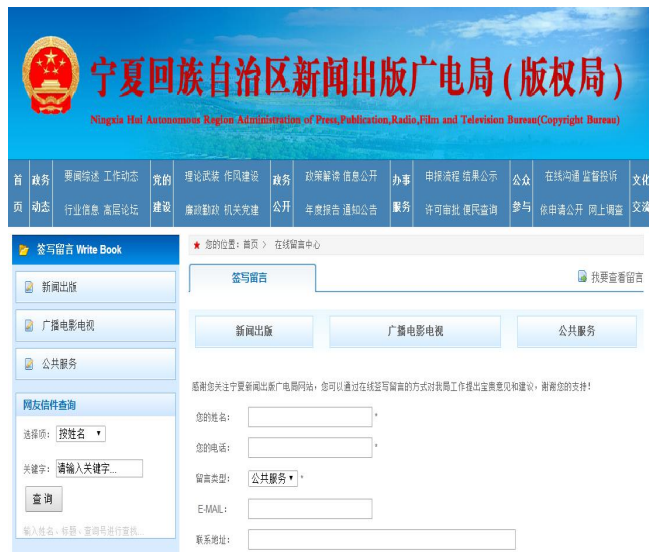 宁夏回族自治区新闻出版广电局(版权局)
Ningxia Hui Autonomous Region Administration of Press,Publication,Radio,Film and Television Bureau(Copyright Bureau)
首页 政务动态 要闻综述 工作动态 行业信息 高层论坛
党的建设 理论武装 作风建设 廉政勤政 机关党建
政务公开 政策解读 信息公开 年度报告 通知公告
办事服务 申报流程 结果公示 许可审批 便民查询
公众参与 在线沟通 监督投诉 依申请公开 网上调查
文化交流
签写留言 Write Book
新闻出版
广播电影电视
公共服务
网友信件查询
选择项: 按姓名
关键字: 请输入关键字...
查 询
输入姓名、标题、查询号进行查找...
★ 您的位置: 首页 > 在线留言中心
签写留言
我要查看留言
新闻出版 广播电影电视 公共服务
感谢您关注宁夏新闻出版广电局网站,您可以通过在线签写留言的方式对我局工作提出宝贵意见和建议,谢谢您的支持!
您的姓名: *
您的电话: *
留言类型: 公共服务 *
E-MAIL:
联系地址: